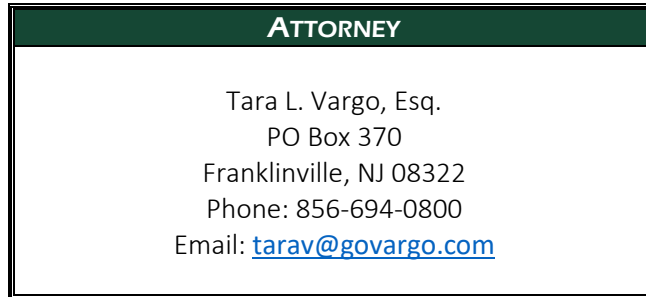 ATTORNEY
Tara L. Vargo, Esq.
PO Box 370
Franklinville, NJ 08322
Phone: 856-694-0800
Email: tarav@govargo.com